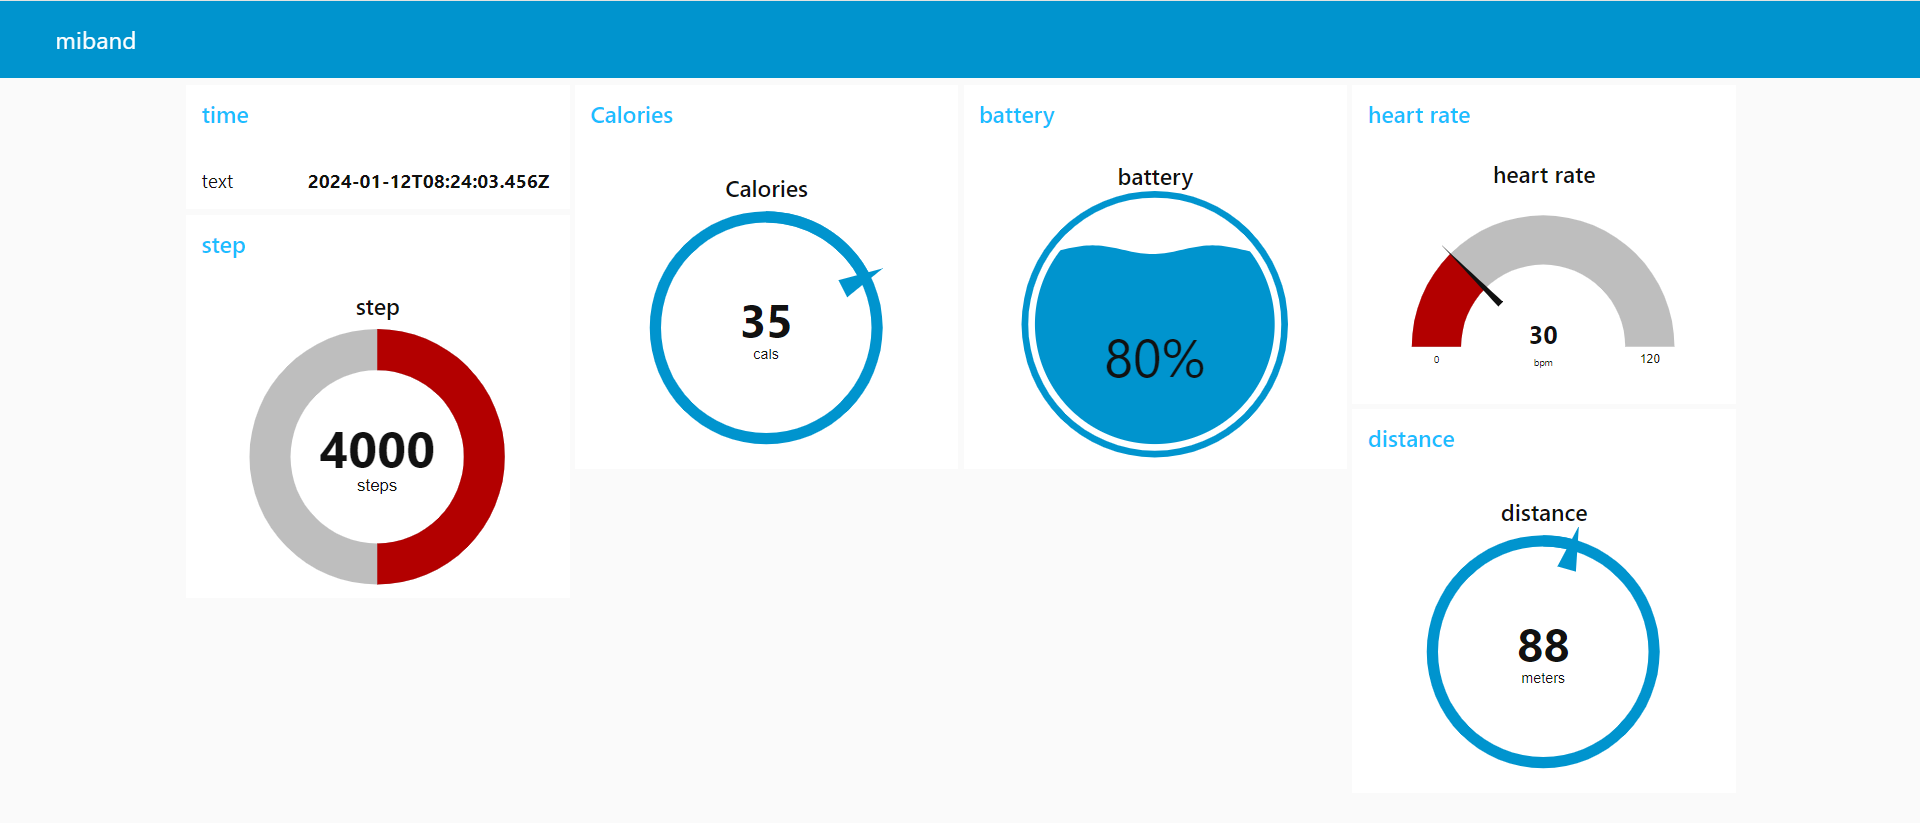 miband
time
text 2024-01-12T08:24:03.456Z
step
step
4000
steps
Calories
Calories
35
cals
battery
battery
80%
heart rate
heart rate
30
bpm
0 120
distance
distance
88
meters